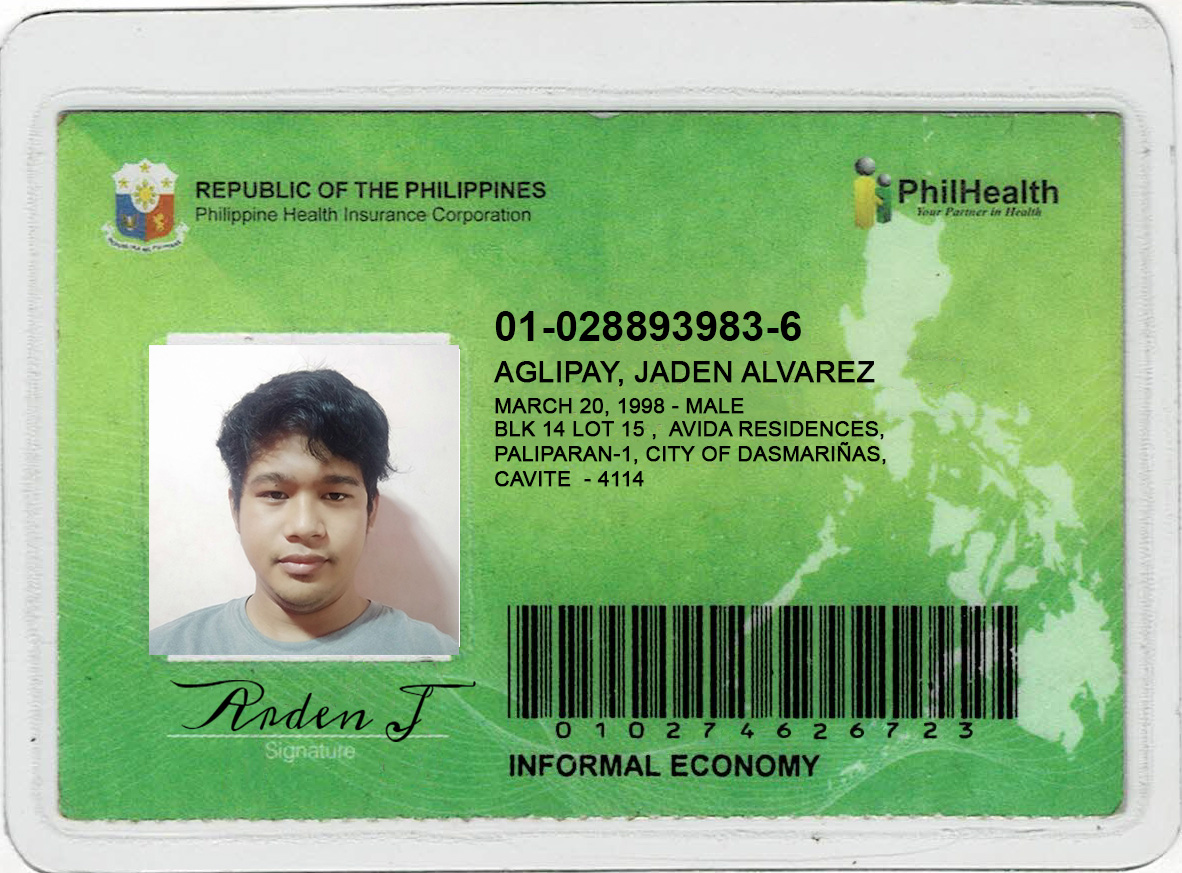 REPUBLIC OF THE PHILIPPINES
Philippine Health Insurance Corporation
PhilHealth
Your Partner in Health
01-028893983-6
AGLIPAY, JADEN ALVAREZ
MARCH 20, 1998 - MALE
BLK 14 LOT 15 , AVIDA RESIDENCES,
PALIPARAN-1, CITY OF DASMARIÑAS,
CAVITE - 4114
Arden J
Signature
010274626723
INFORMAL ECONOMY